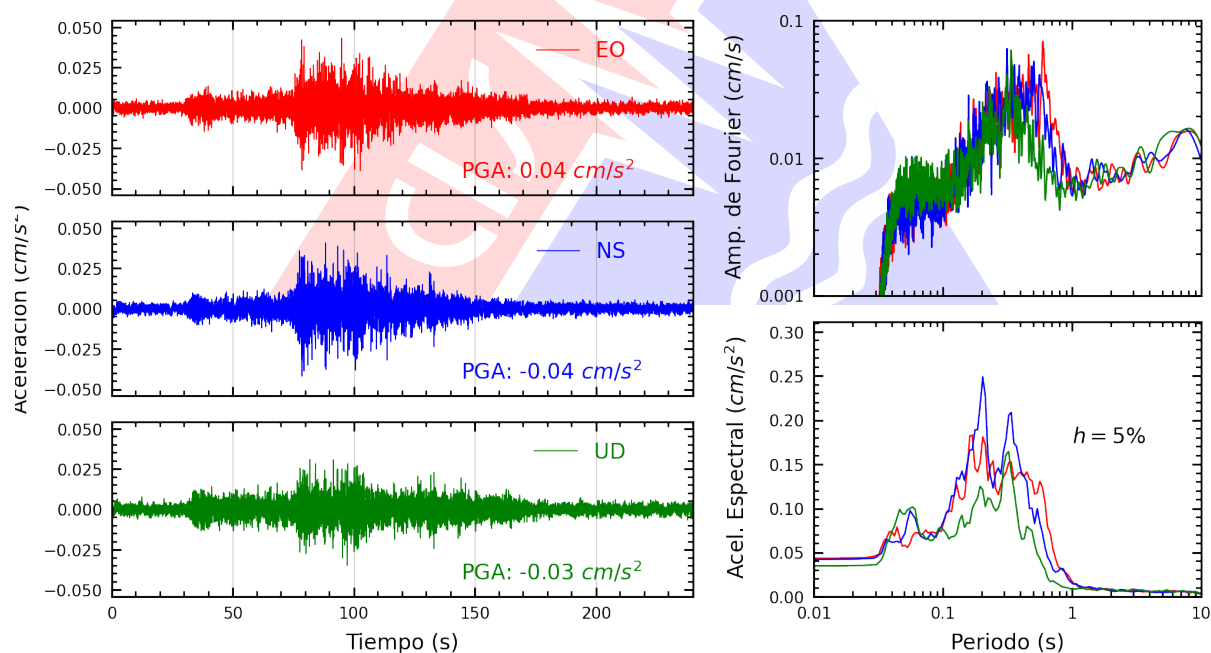 Aceleracion (cm/s²)
0.050
0.025
0.000
−0.025
−0.050
EO
PGA: 0.04 cm/s²
0.050
0.025
0.000
−0.025
−0.050
NS
PGA: -0.04 cm/s²
0.050
0.025
0.000
−0.025
−0.050
UD
PGA: -0.03 cm/s²
0 50 100 150 200
Tiempo (s)
Amp. de Fourier (cm/s)
0.1
0.01
0.001
Acel. Espectral (cm/s²)
0.30
0.25
0.20
0.15
0.10
0.05
0.00
h = 5%
0.01 0.1 1 10
Periodo (s)